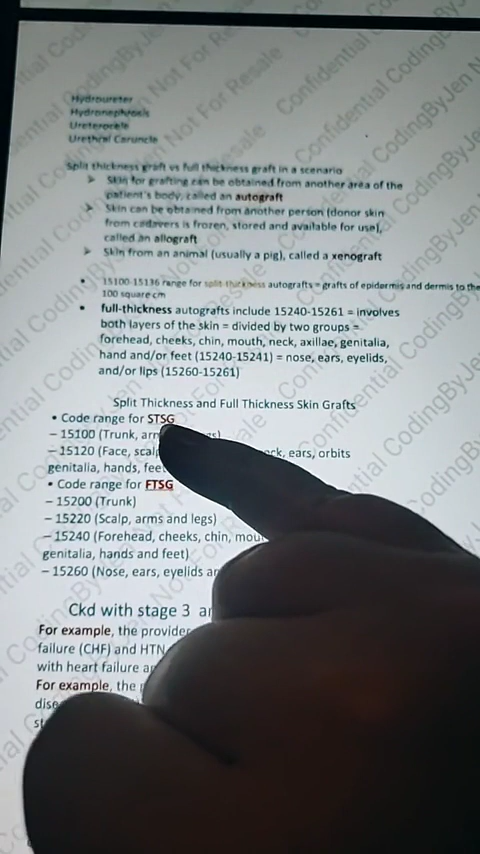 Hydroureter
Hydronephrosis
Ureterocele
Urethral Caruncle
Split thickness graft vs full thickness graft in a scenario
➤ Skin for grafting can be obtained from another area of the
patient's body, called an autograft
➤ Skin can be obtained from another person (donor skin
from cadavers is frozen, stored and available for use),
called an allograft
➤ Skin from an animal (usually a pig), called a xenograft
• 15100-15136 range for split-thickness autografts = grafts of epidermis and dermis to the
100 square cm
• full-thickness autografts include 15240-15261 = involves
both layers of the skin = divided by two groups =
forehead, cheeks, chin, mouth, neck, axillae, genitalia,
hand and/or feet (15240-15241) = nose, ears, eyelids,
and/or lips (15260-15261)
Split Thickness and Full Thickness Skin Grafts
• Code range for STSG
– 15100 (Trunk,
– 15120 (Face, ears, orbits
genitalia, hands,
• Code range for FTSG
– 15200 (Trunk)
– 15220 (Scalp, arms and legs)
– 15240 (Forehead, cheeks, chin,
genitalia, hands and feet)
– 15260 (Nose, ears, eyelids
Ckd with stage 3
For example, the provider
failure (CHF) and HTN
with heart failure
For example, the
Confidential CodingByJen Not For Resale